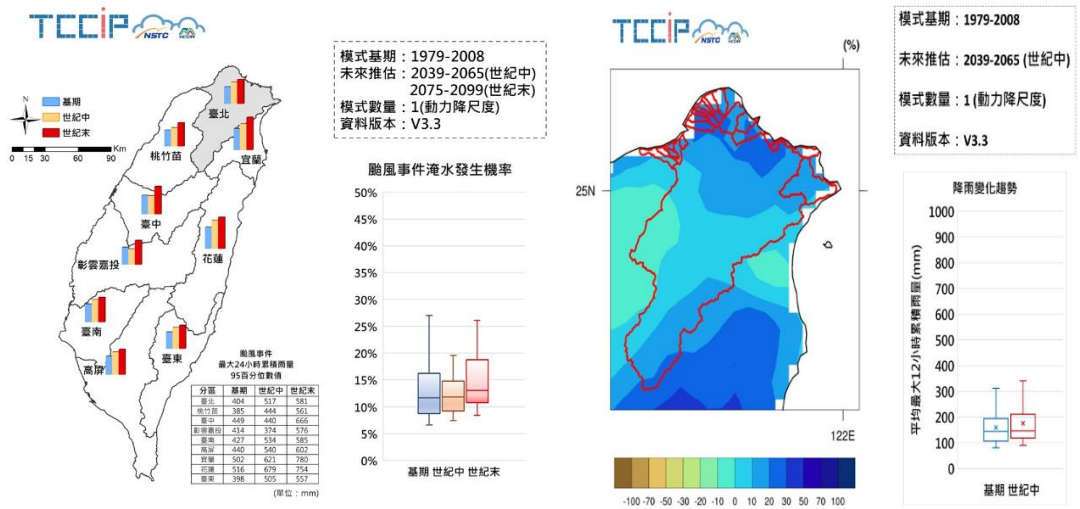 TCCIP
NSTC
NCDR
模式基期：1979-2008
未來推估：2039-2065(世紀中)
2075-2099(世紀末)
模式數量：1(動力降尺度)
資料版本：V3.3
N
基期
世紀中
世紀末
0 15 30 60 90
Km
臺北
桃竹苗
宜蘭
臺中
花蓮
彰雲嘉投
臺南
高屏
臺東
颱風事件
最大24小時累積雨量
95百分位數值
分區 基期 世紀中 世紀末
臺北 404 517 581
桃竹苗 385 444 561
臺中 449 440 666
彰雲嘉投 414 374 576
臺南 427 534 585
高屏 440 540 602
宜蘭 502 621 780
花蓮 516 679 754
臺東 398 505 557
(單位：mm)
颱風事件淹水發生機率
50%
45%
40%
35%
30%
25%
20%
15%
10%
5%
0%
基期 世紀中 世紀末
TCCIP
NSTC
NCDR
(%)
25N
122E
-100 -70 -50 -30 -20 -10 0 10 20 30 50 70 100
模式基期：1979-2008
未來推估：2039-2065 (世紀中)
模式數量：1 (動力降尺度)
資料版本：V3.3
降雨變化趨勢
平均最大12小時累積雨量(mm)
1000
900
800
700
600
500
400
300
200
100
0
基期 世紀中